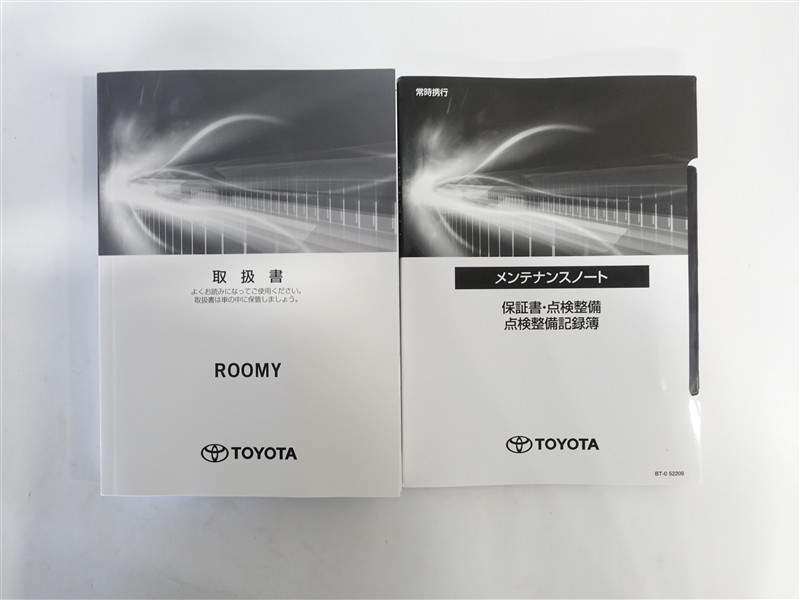 取扱書
よくお読みになってご使用ください。
取扱書は車の中に保管しましょう。
ROOMY
TOYOTA
常時携行
メンテナンスノート
保証書・点検整備
点検整備記録簿
TOYOTA
BT-0 52206